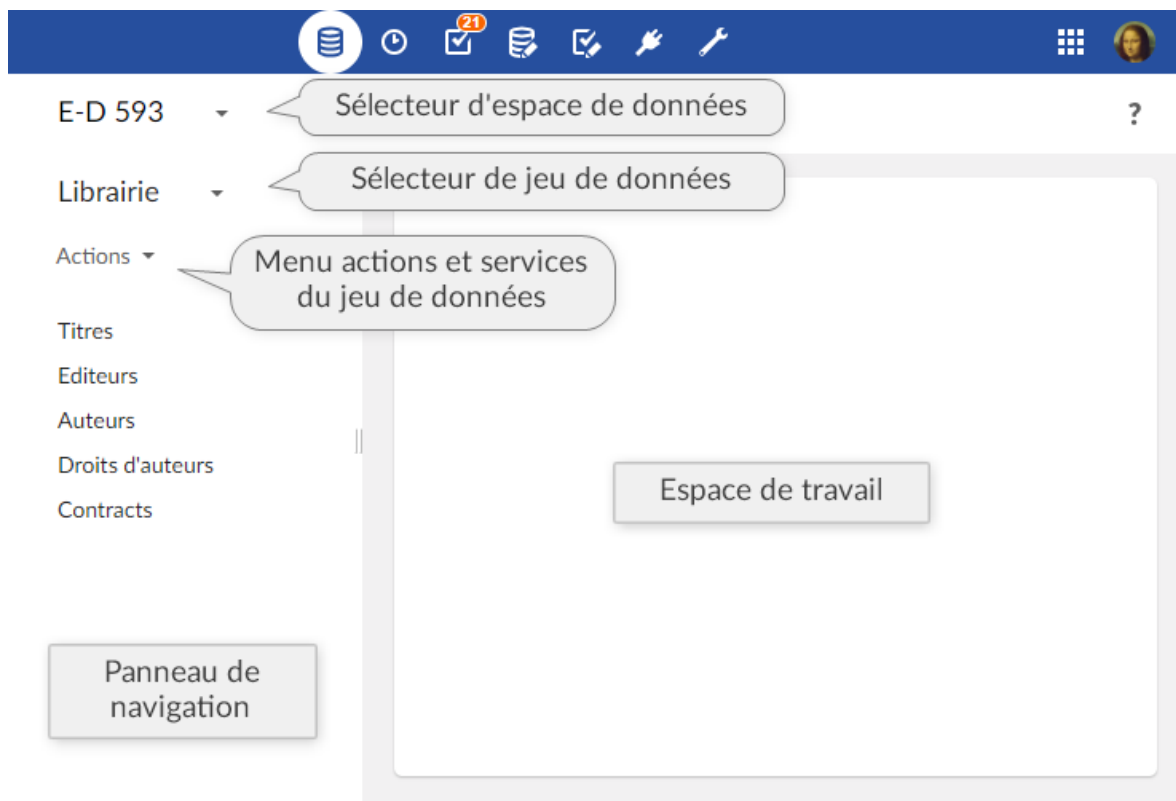 21
E-D 593
Sélecteur d'espace de données
?
Librairie
Sélecteur de jeu de données
Actions
Menu actions et services
du jeu de données
Titres
Editeurs
Auteurs
Droits d'auteurs
Contracts
Espace de travail
Panneau de
navigation